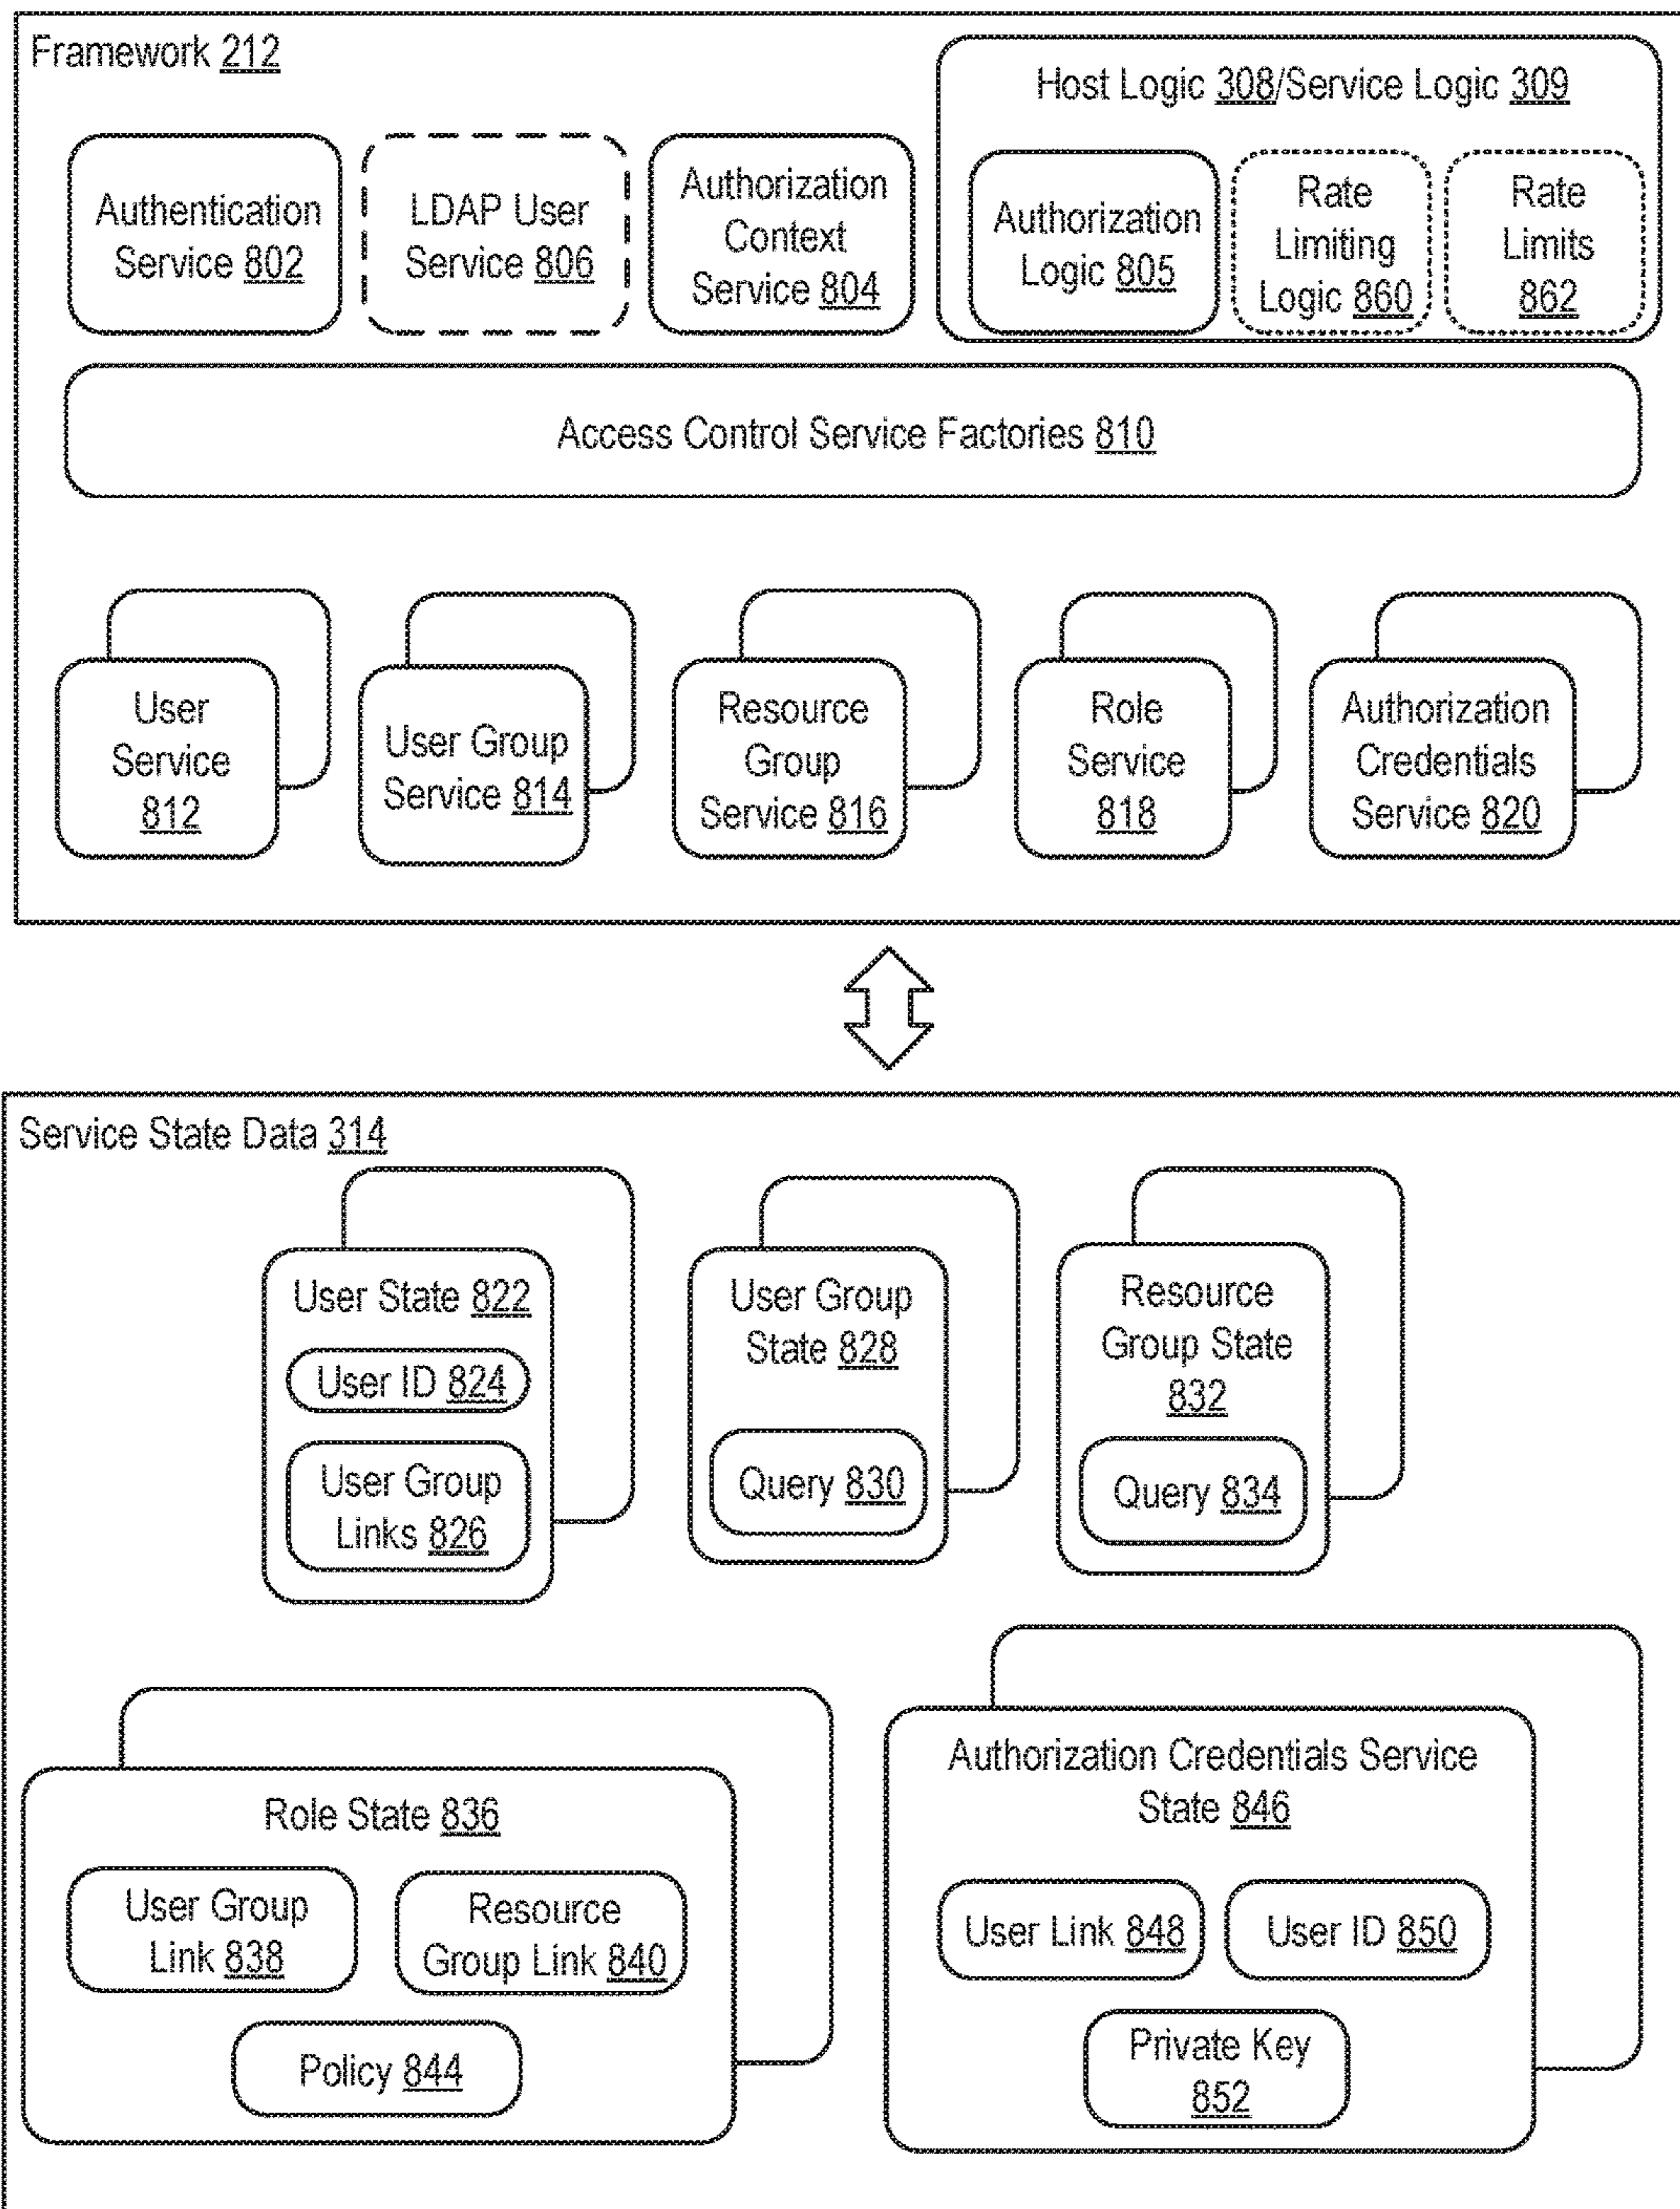 Framework 212
Host Logic 308/Service Logic 309
Authentication
Service 802
LDAP User
Service 806
Authorization
Context
Service 804
Authorization
Logic 805
Rate
Limiting
Logic 860
Rate
Limits
862
Access Control Service Factories 810
User
Service
812
User Group
Service 814
Resource
Group
Service 816
Role
Service
818
Authorization
Credentials
Service 820
Service State Data 314
User State 822
User ID 824
User Group
Links 826
User Group
State 828
Query 830
Resource
Group State
832
Query 834
Role State 836
User Group
Link 838
Resource
Group Link 840
Policy 844
Authorization Credentials Service
State 846
User Link 848
User ID 850
Private Key
852